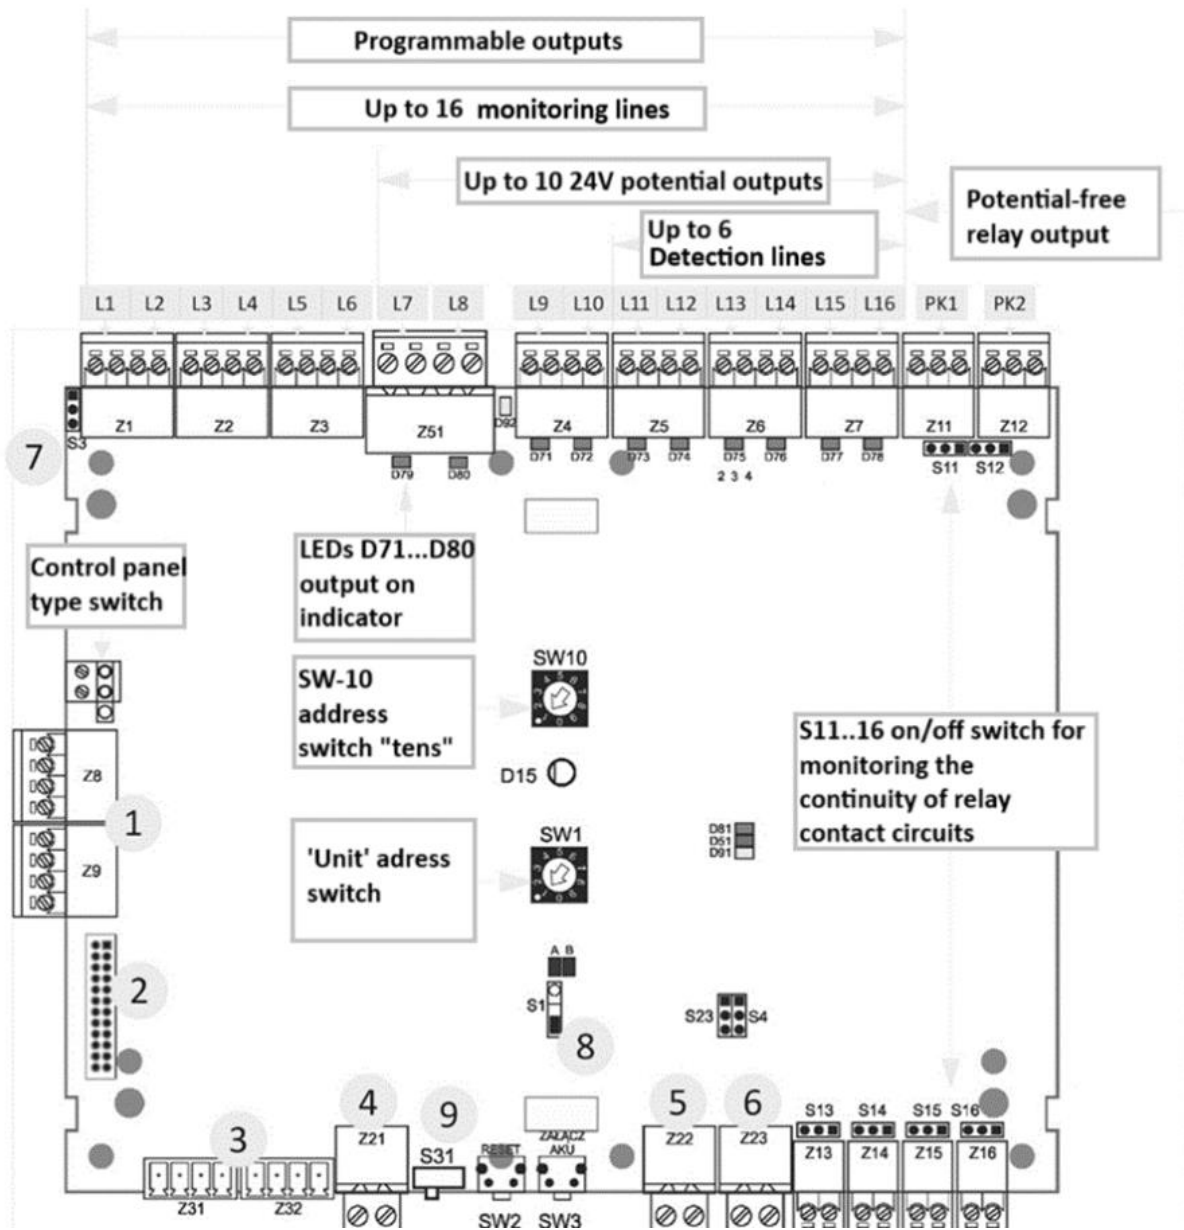 Programmable outputs
Up to 16 monitoring lines
Up to 10 24V potential outputs
Potential-free
relay output
Up to 6
Detection lines
L1 L2 L3 L4 L5 L6 L7 L8 L9 L10 L11 L12 L13 L14 L15 L16 PK1 PK2
Z1 Z2 Z3 Z51 Z4 Z5 Z6 Z7 Z11 Z12
S3
D92
D79 D80 D71 D72 D73 D74 D75 D76 D77 D78
S11 S12
2 3 4
7
Control panel
type switch
LEDs D71...D80
output on
indicator
SW10
SW-10
address
switch "tens"
D15
S11..16 on/off switch for
monitoring the
continuity of relay
contact circuits
Z8
1
Z9
SW1
'Unit' adress
switch
D81
D51
D91
2
A B
S1
8
S23 S4
3
4
9
5
6
Z21
S31
RESET
ZAŁĄCZ
AKU
Z22
Z23
S13 S14 S15 S16
Z13 Z14 Z15 Z16
Z31 Z32
SW2 SW3